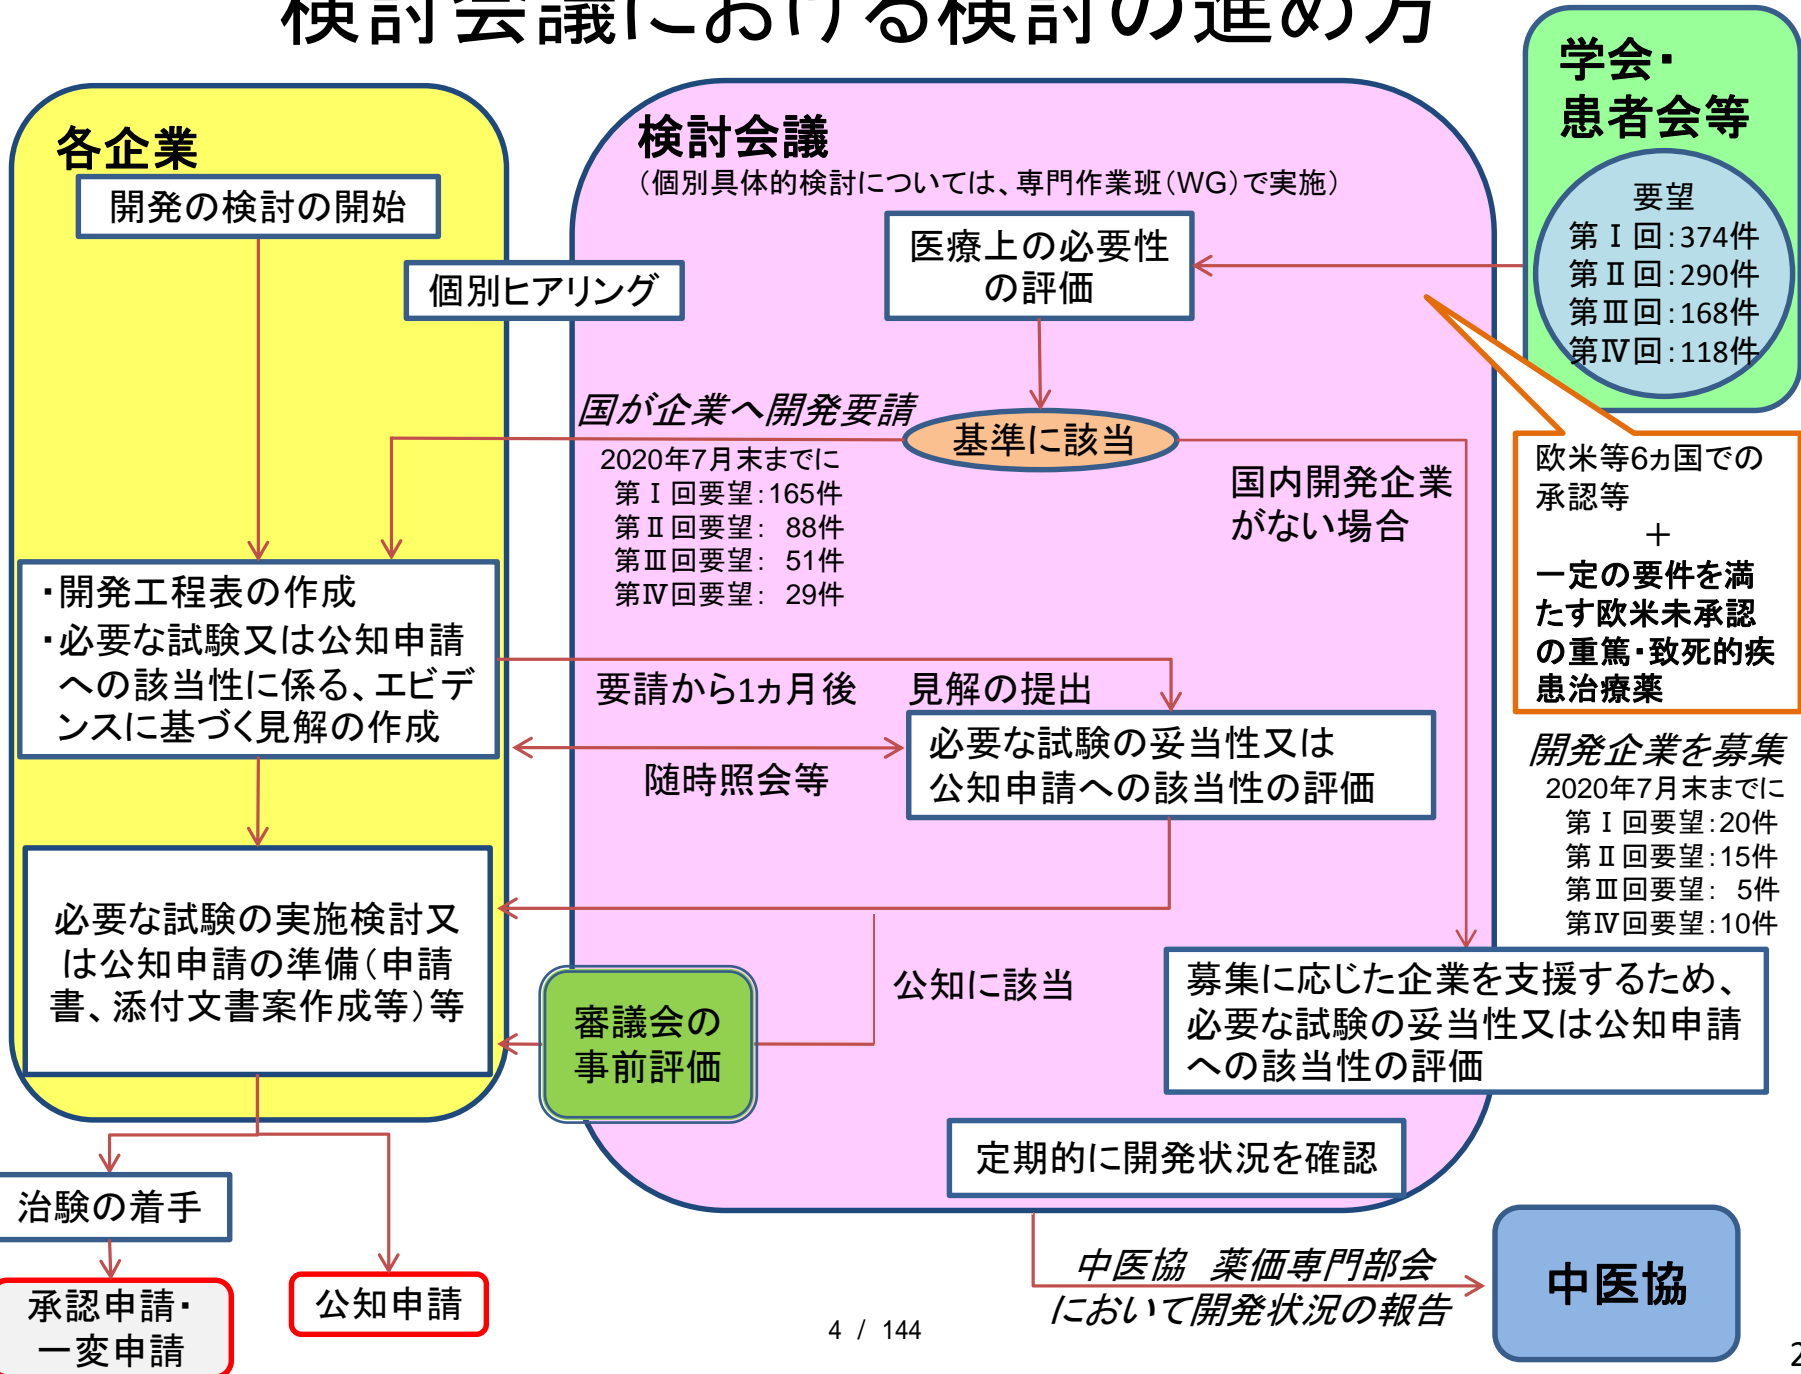 検討会議における検討の進め方
学会・
患者会等
要望
第Ⅰ回:374件
第Ⅱ回:290件
第Ⅲ回:168件
第Ⅳ回:118件
各企業
開発の検討の開始
検討会議
（個別具体的検討については、専門作業班（WG）で実施）
個別ヒアリング
医療上の必要性
の評価
国が企業へ開発要請
基準に該当
2020年7月末までに
第Ⅰ回要望:165件
第Ⅱ回要望: 88件
第Ⅲ回要望: 51件
第Ⅳ回要望: 29件
国内開発企業
がない場合
欧米等6ヵ国での
承認等
＋
一定の要件を満
たす欧米未承認
の重篤・致死的疾
患治療薬
・開発工程表の作成
・必要な試験又は公知申請
への該当性に係る、エビデ
ンスに基づく見解の作成
要請から1ヵ月後　見解の提出
随時照会等
必要な試験の妥当性又は
公知申請への該当性の評価
開発企業を募集
2020年7月末までに
第Ⅰ回要望:20件
第Ⅱ回要望:15件
第Ⅲ回要望: 5件
第Ⅳ回要望:10件
必要な試験の実施検討又
は公知申請の準備（申請
書、添付文書案作成等）等
公知に該当
審議会の
事前評価
募集に応じた企業を支援するため、
必要な試験の妥当性又は公知申請
への該当性の評価
定期的に開発状況を確認
治験の着手
承認申請・
一変申請
公知申請
中医協　薬価専門部会
において開発状況の報告
中医協
4 / 144
2